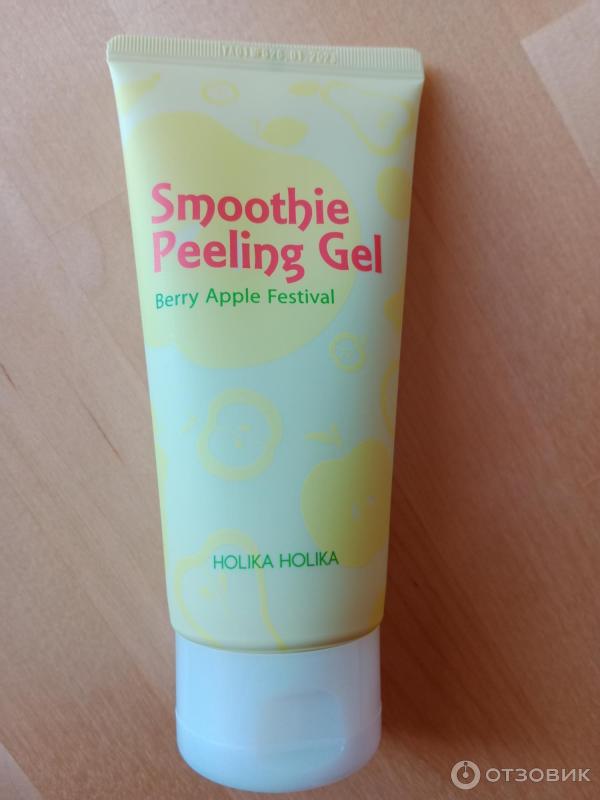 Smoothie
Peeling Gel
Berry Apple Festival
HOLIKA HOLIKA
ОТЗОВИК